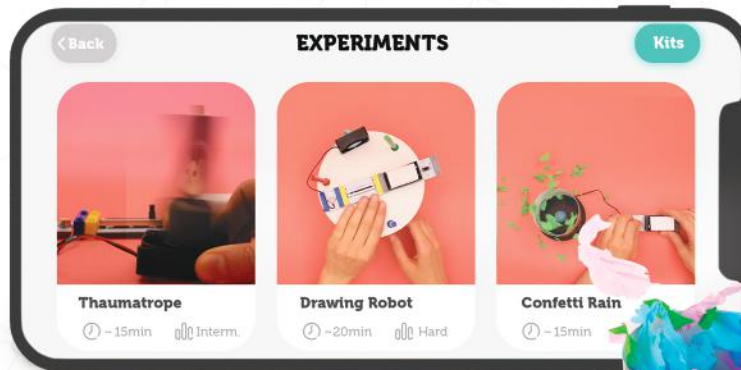 Back
EXPERIMENTS
Kits
Thaumatrope
Drawing Robot
Confetti Rain
~15min
Interm.
~20min
Hard
~15min